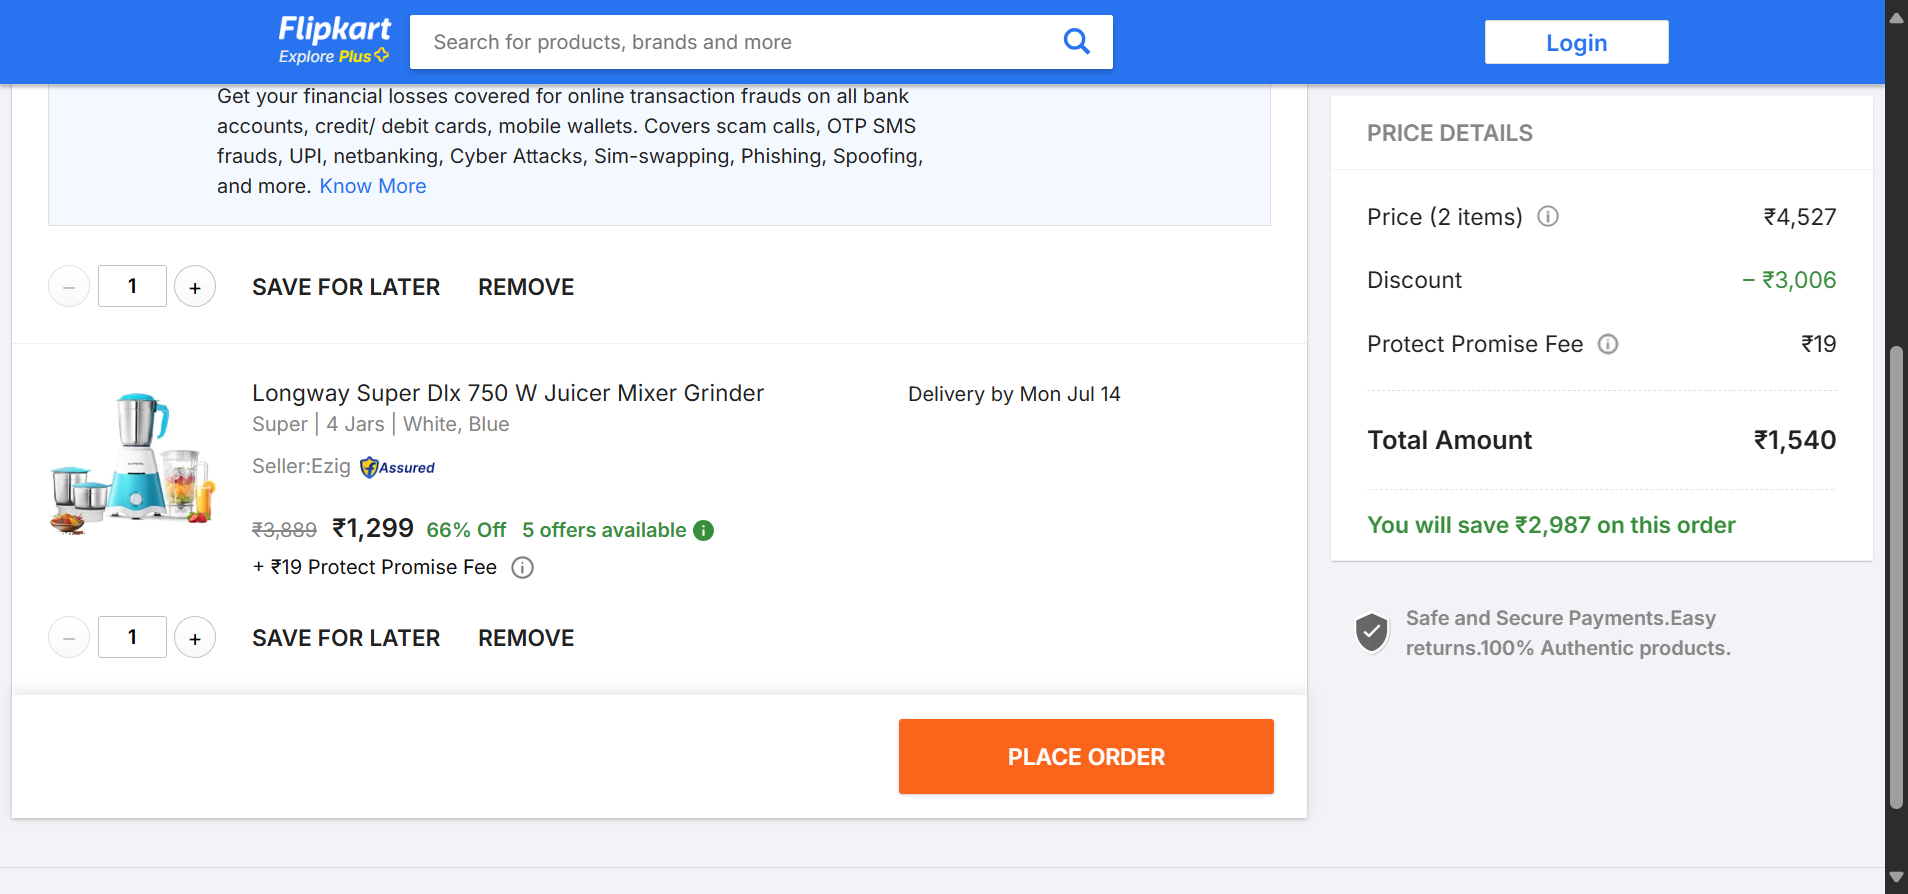 Flipkart
Explore Plus
Search for products, brands and more
Login
Get your financial losses covered for online transaction frauds on all bank
accounts, credit/ debit cards, mobile wallets. Covers scam calls, OTP SMS
frauds, UPI, netbanking, Cyber Attacks, Sim-swapping, Phishing, Spoofing,
and more. Know More
1
SAVE FOR LATER
REMOVE
Longway Super Dlx 750 W Juicer Mixer Grinder
Super | 4 Jars | White, Blue
Seller:Ezig
Assured
₹3,889 ₹1,299 66% Off 5 offers available
+ ₹19 Protect Promise Fee
Delivery by Mon Jul 14
1
SAVE FOR LATER
REMOVE
PLACE ORDER
PRICE DETAILS
Price (2 items) ₹4,527
Discount − ₹3,006
Protect Promise Fee ₹19
Total Amount ₹1,540
You will save ₹2,987 on this order
Safe and Secure Payments.Easy
returns.100% Authentic products.